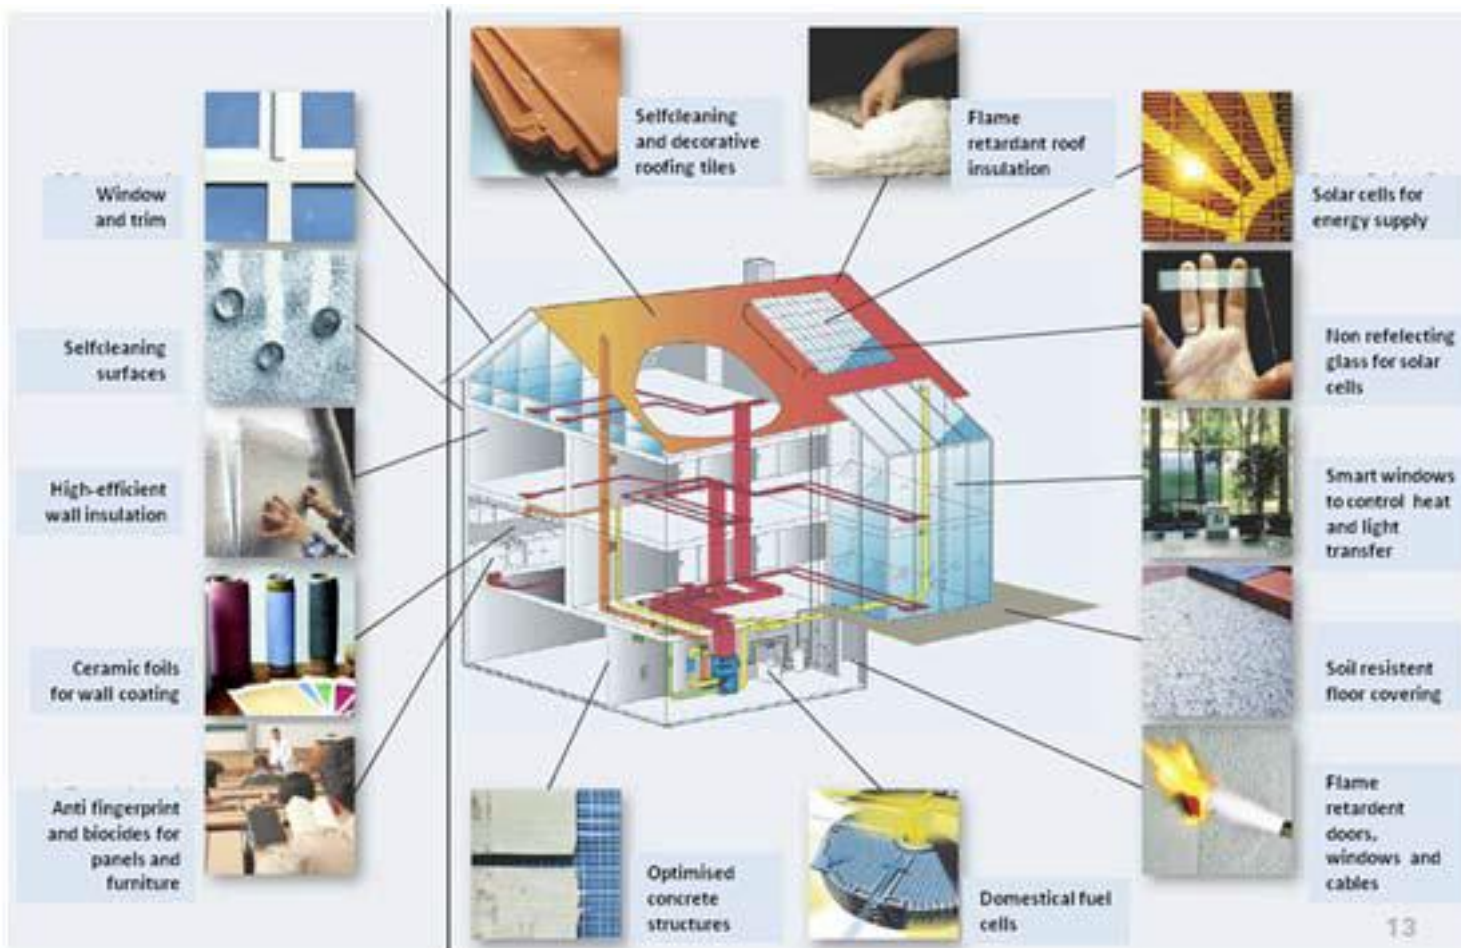 Window
and trim
Selfcleaning
surfaces
High-efficient
wall insulation
Ceramic foils
for wall coating
Anti fingerprint
and biocides for
panels and
furniture
Selfcleaning
and decorative
roofing tiles
Flame
retardant roof
insulation
Solar cells for
energy supply
Non refelecting
glass for solar
cells
Smart windows
to control heat
and light
transfer
Soil resistent
floor covering
Flame
retardent
doors,
windows and
cables
Optimised
concrete
structures
Domestical fuel
cells
13